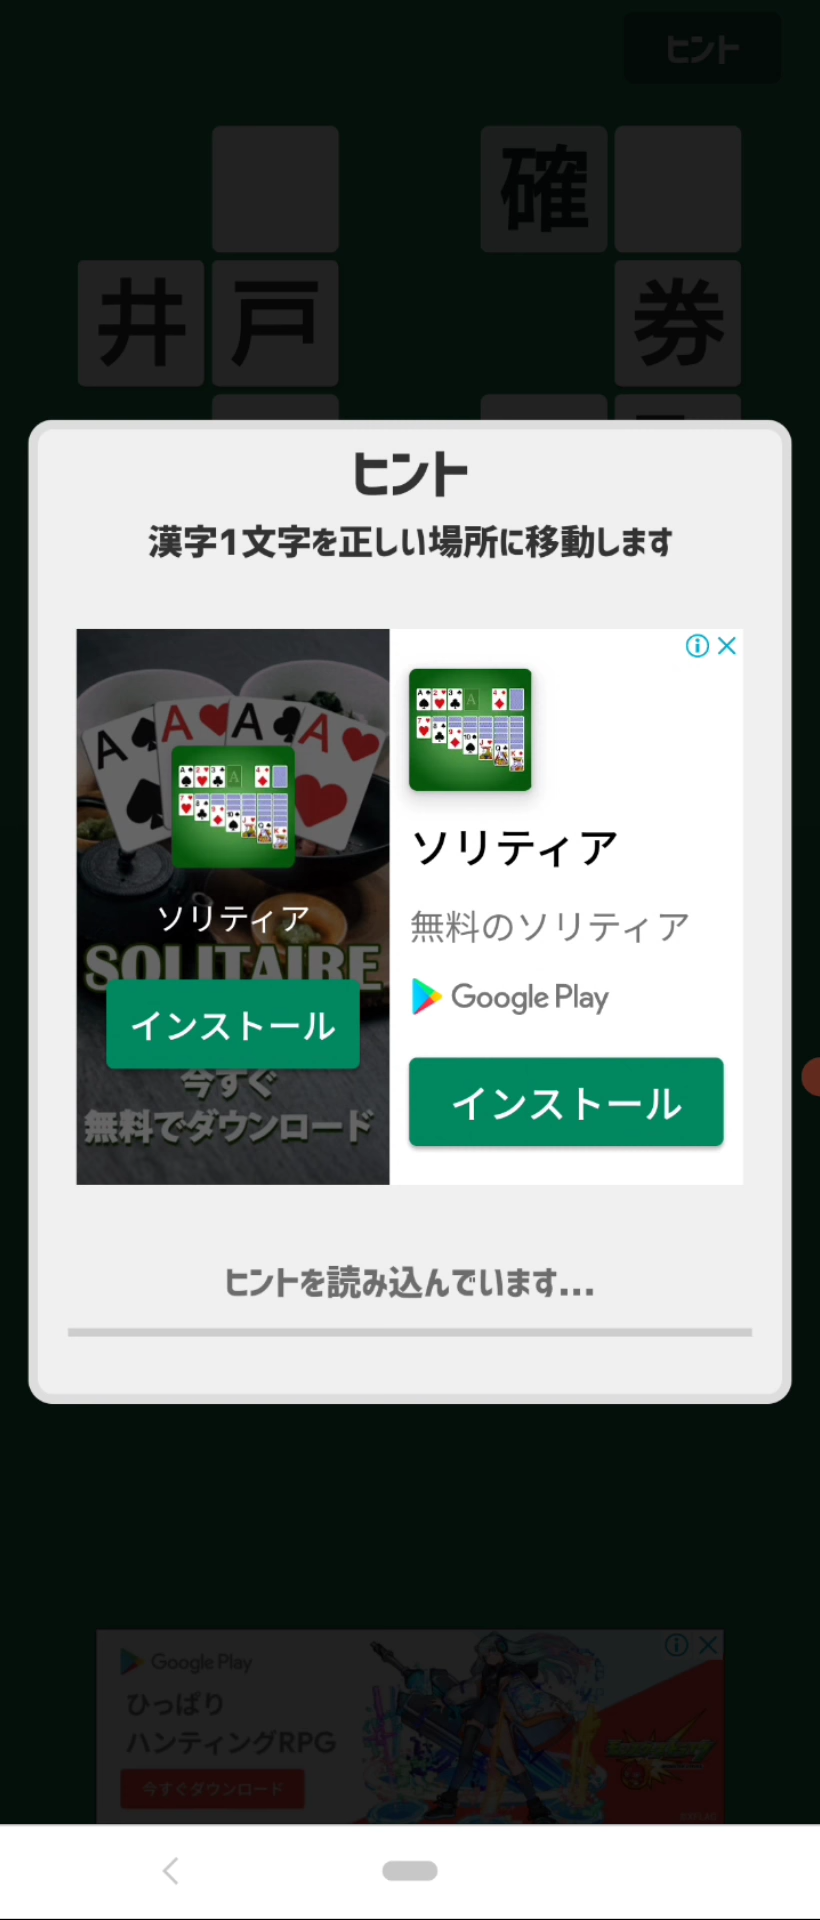 ヒント
確
井戸
券
ヒント
漢字1文字を正しい場所に移動します
ソリティア
SOLITAIRE
インストール
今すぐ
無料でダウンロード
ソリティア
無料のソリティア
Google Play
インストール
ヒントを読み込んでいます...
Google Play
ひっぱり
ハンティングRPG
今すぐダウンロード